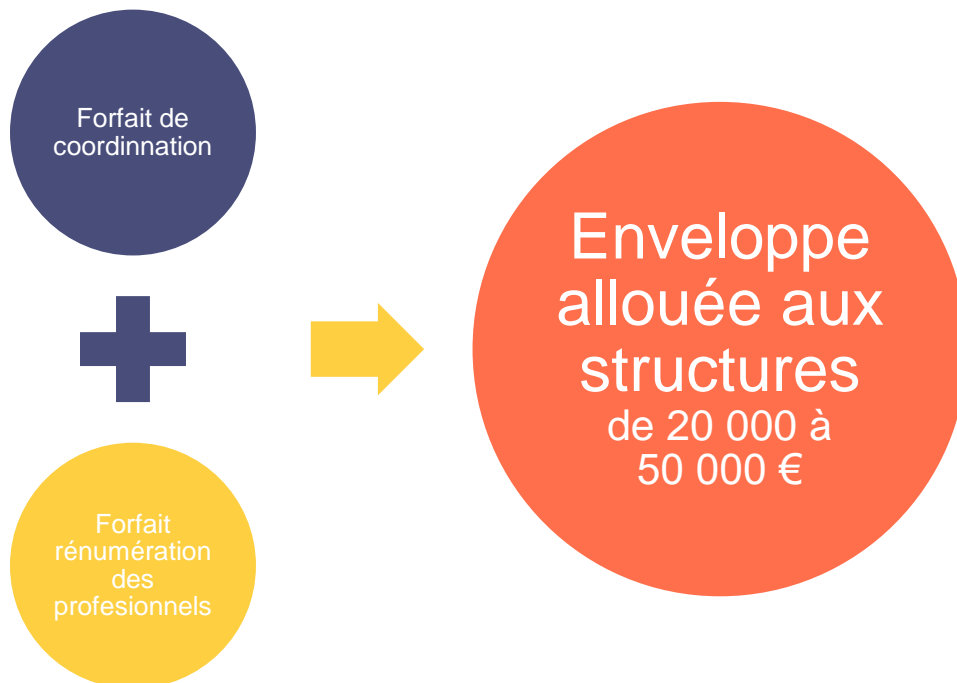 Forfait de
coordinnation
Forfait
rénumération
des
profesionnels
Enveloppe
allouée aux
structures
de 20 000 à
50 000 €